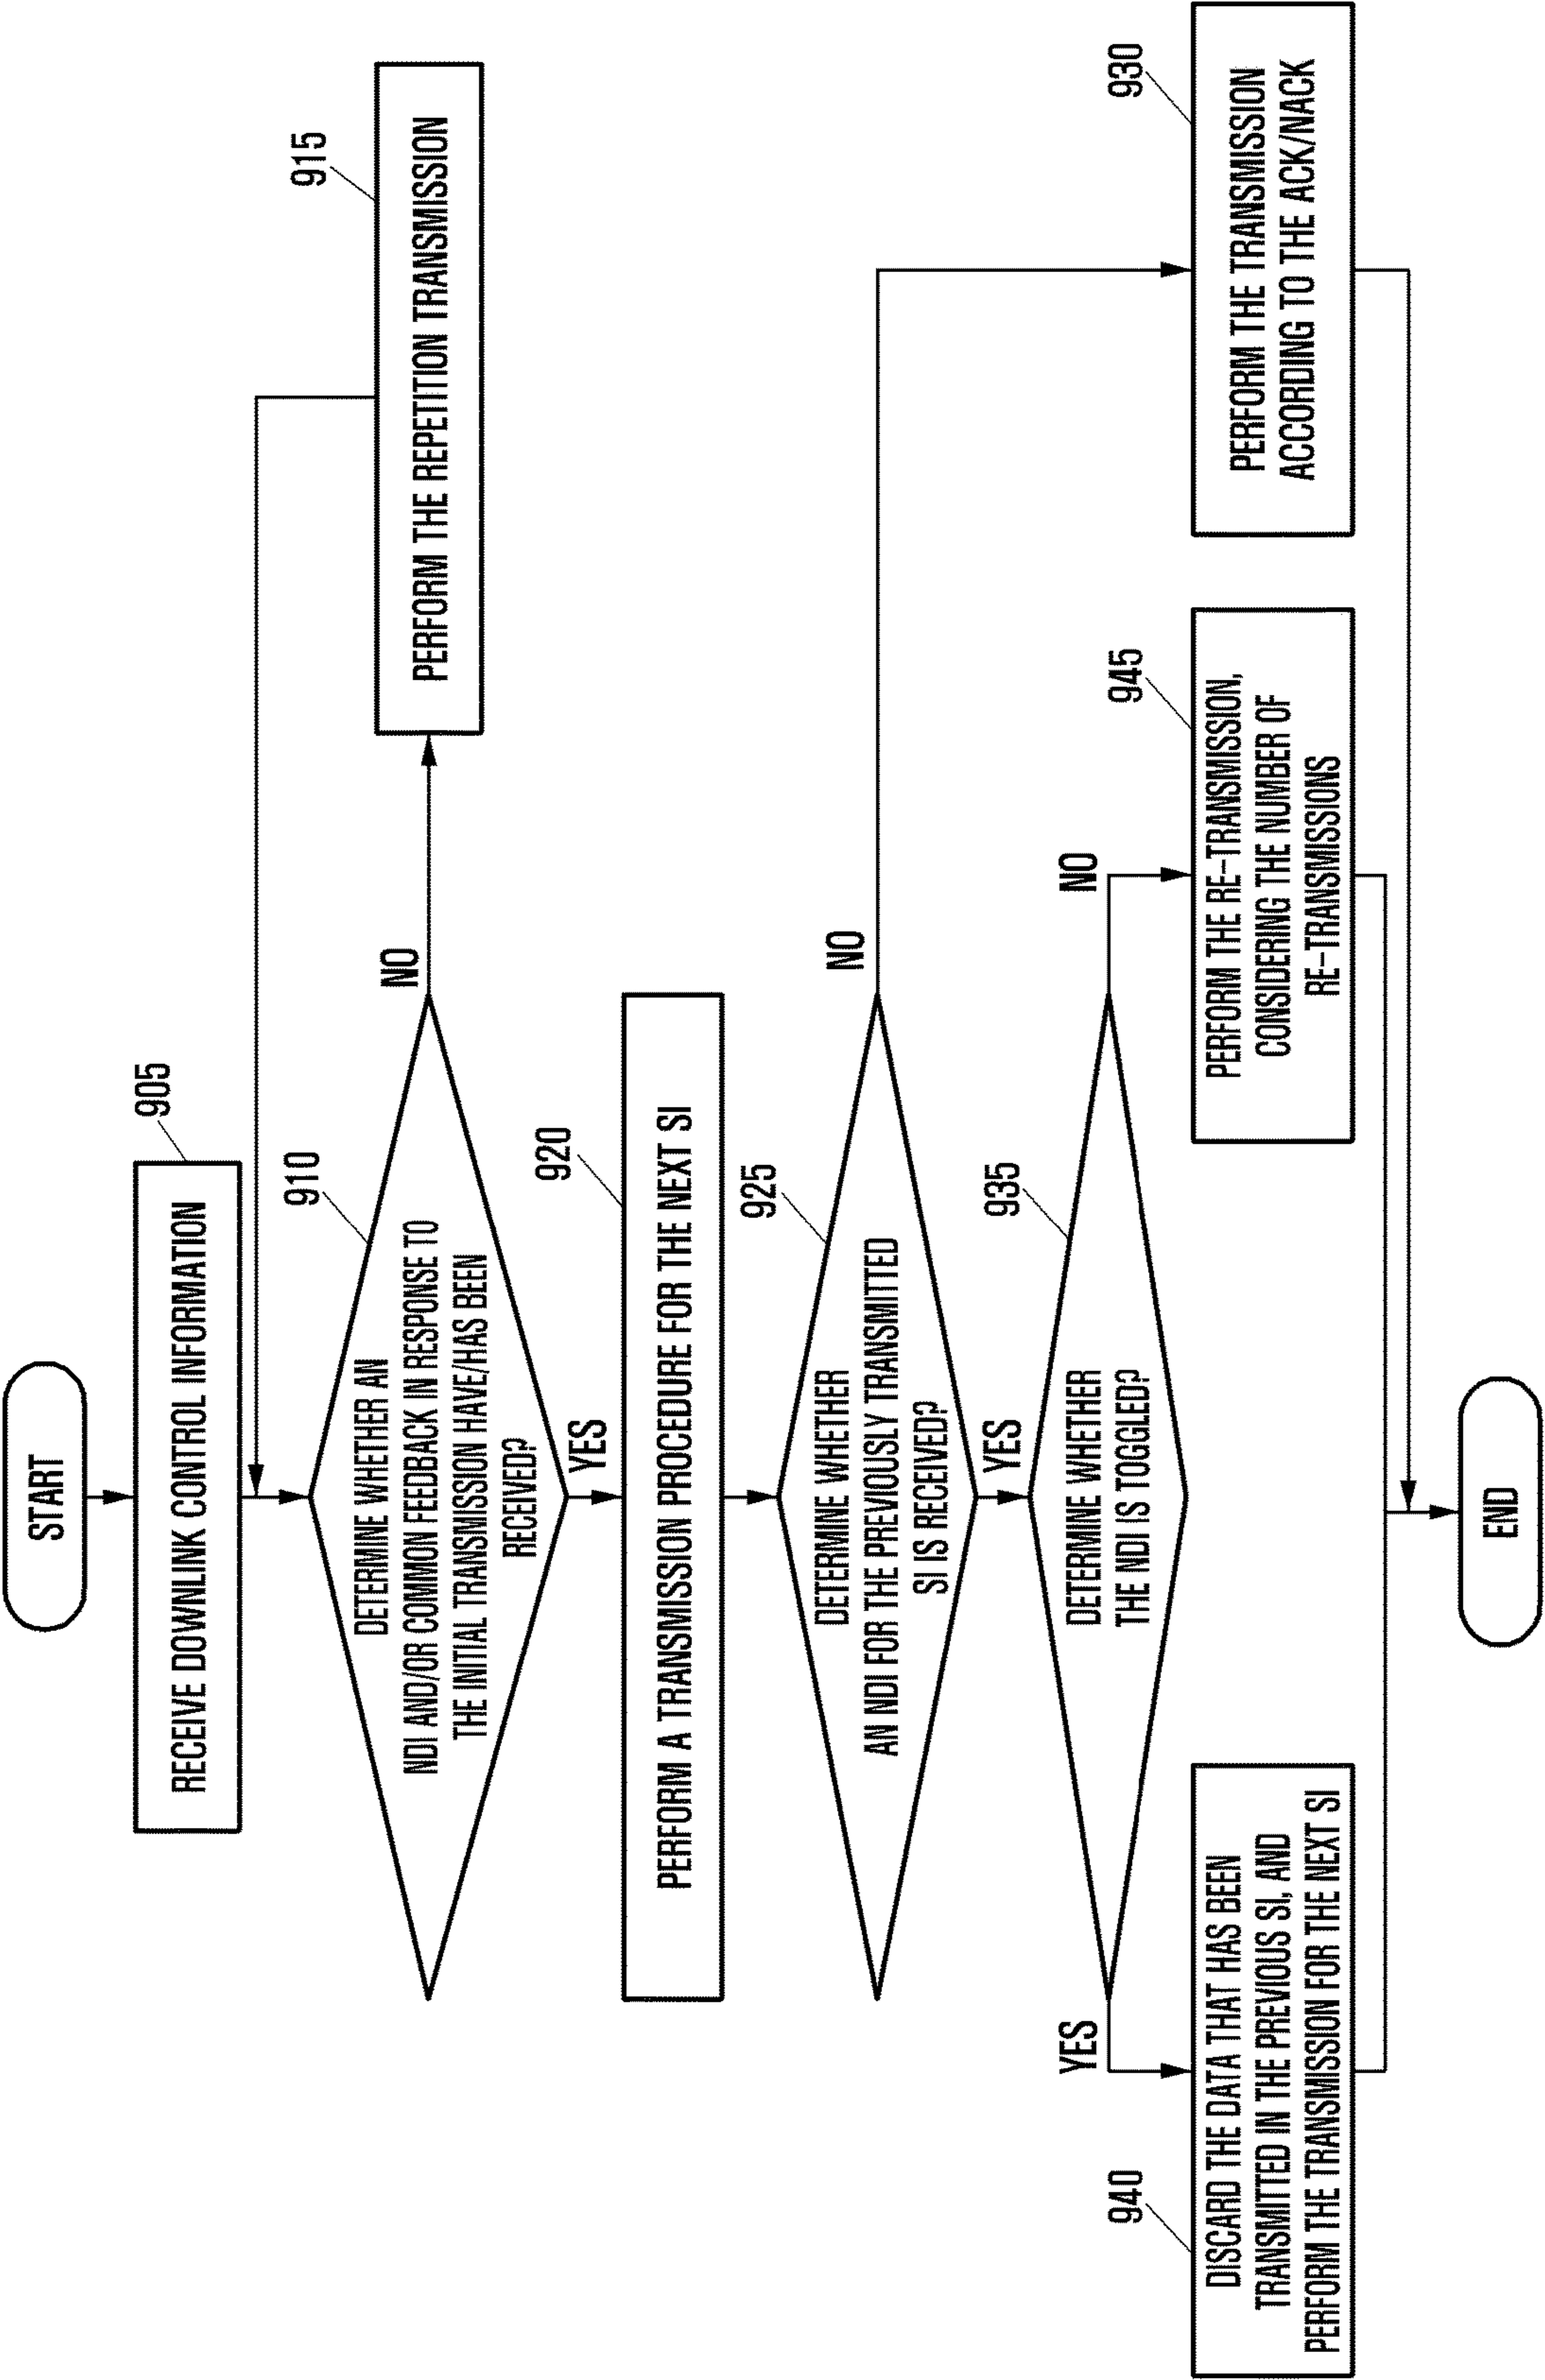 START
905
RECEIVE DOWNLINK CONTROL INFORMATION
910
DETERMINE WHETHER AN
NDI AND/OR COMMON FEEDBACK IN RESPONSE TO
THE INITIAL TRANSMISSION HAVE/HAS BEEN
RECEIVED?
NO
915
PERFORM THE REPETITION TRANSMISSION
YES
920
PERFORM A TRANSMISSION PROCEDURE FOR THE NEXT SI
925
DETERMINE WHETHER
AN NDI FOR THE PREVIOUSLY TRANSMITTED
SI IS RECEIVED?
NO
YES
935
DETERMINE WHETHER
THE NDI IS TOGGLED?
YES
NO
940
DISCARD THE DATA THAT HAS BEEN
TRANSMITTED IN THE PREVIOUS SI, AND
PERFORM THE TRANSMISSION FOR THE NEXT SI
945
PERFORM THE RE-TRANSMISSION,
CONSIDERING THE NUMBER OF
RE-TRANSMISSIONS
930
PERFORM THE TRANSMISSION
ACCORDING TO THE ACK/NACK
END